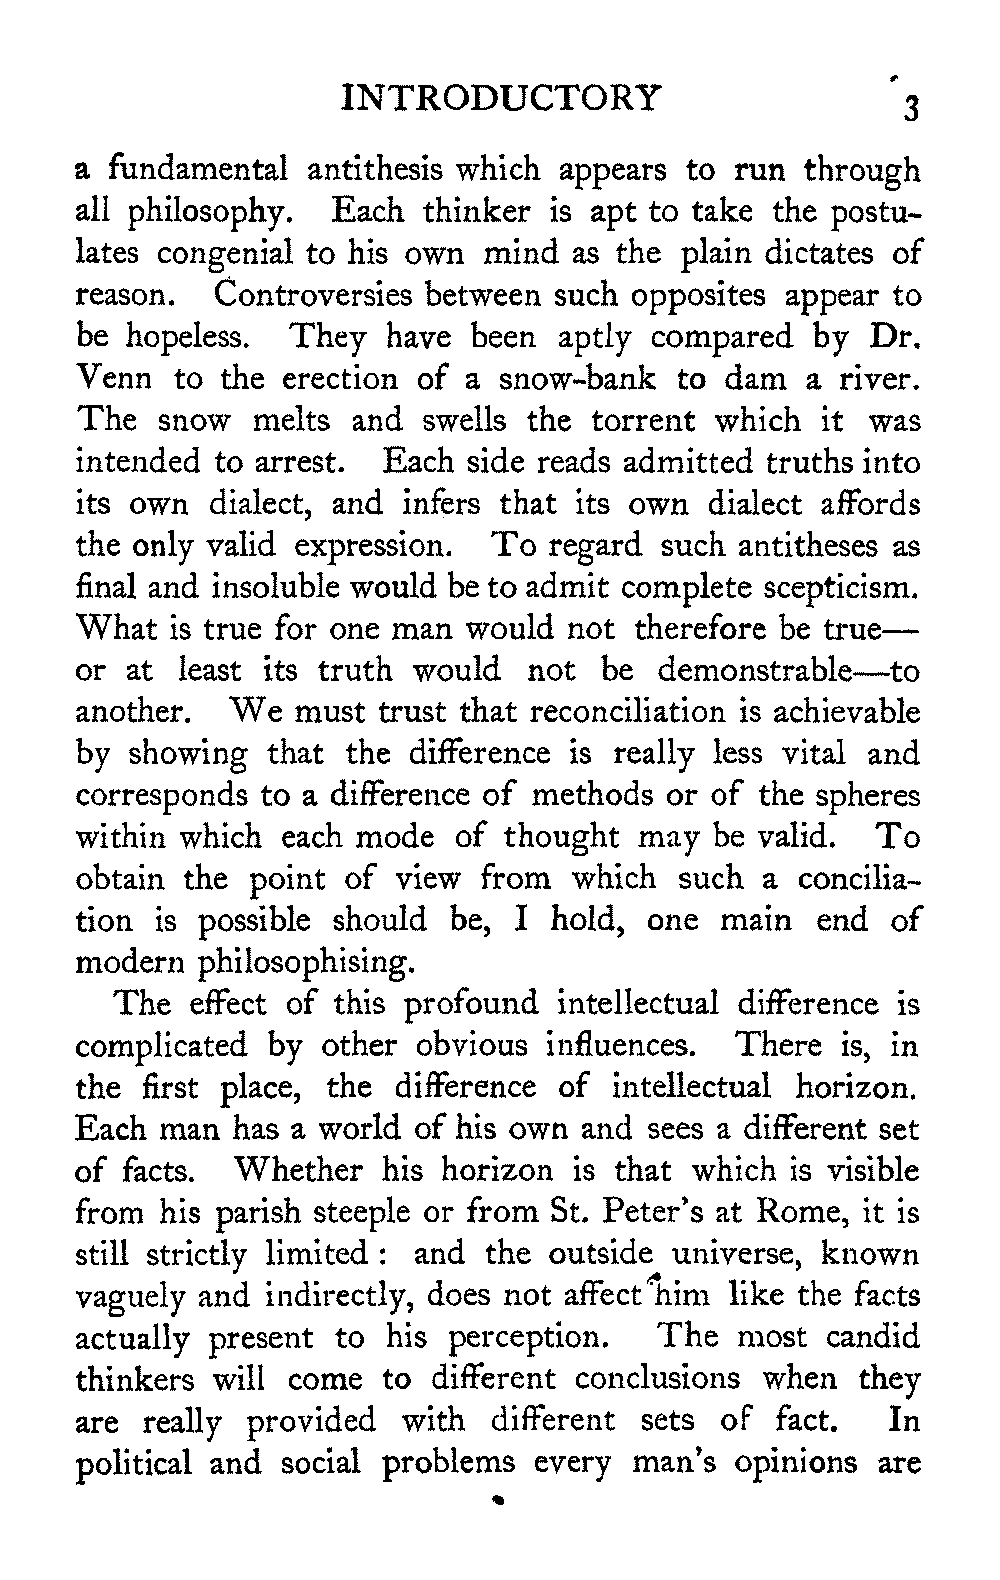 INTRODUCTORY 3
a fundamental antithesis which appears to run through
all philosophy. Each thinker is apt to take the postu-
lates congenial to his own mind as the plain dictates of
reason. Controversies between such opposites appear to
be hopeless. They have been aptly compared by Dr.
Venn to the erection of a snow-bank to dam a river.
The snow melts and swells the torrent which it was
intended to arrest. Each side reads admitted truths into
its own dialect, and infers that its own dialect affords
the only valid expression. To regard such antitheses as
final and insoluble would be to admit complete scepticism.
What is true for one man would not therefore be true—
or at least its truth would not be demonstrable—to
another. We must trust that reconciliation is achievable
by showing that the difference is really less vital and
corresponds to a difference of methods or of the spheres
within which each mode of thought may be valid. To
obtain the point of view from which such a concilia-
tion is possible should be, I hold, one main end of
modern philosophising.
The effect of this profound intellectual difference is
complicated by other obvious influences. There is, in
the first place, the difference of intellectual horizon.
Each man has a world of his own and sees a different set
of facts. Whether his horizon is that which is visible
from his parish steeple or from St. Peter's at Rome, it is
still strictly limited : and the outside universe, known
vaguely and indirectly, does not affect him like the facts
actually present to his perception. The most candid
thinkers will come to different conclusions when they
are really provided with different sets of fact. In
political and social problems every man's opinions are